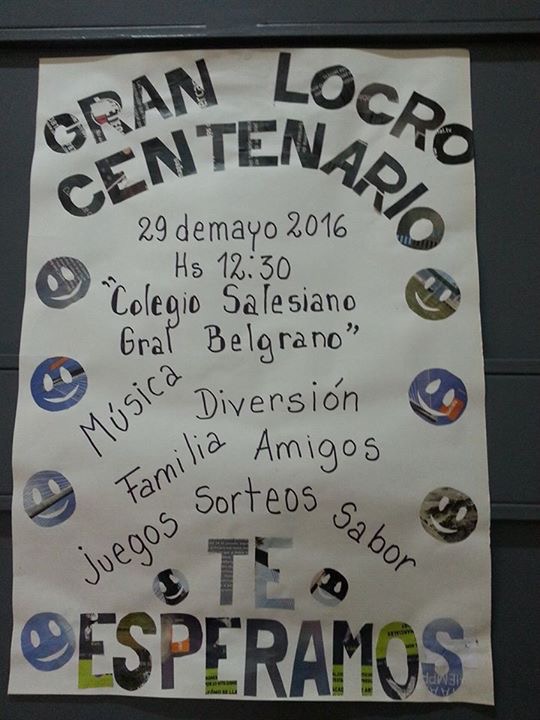 GRAN LOCRO
CENTENARIO
29 de mayo 2016
Hs 12:30
"Colegio Salesiano
Gral Belgrano"
Música Diversión
Familia Amigos
juegos Sorteos Sabor
TE
ESPERAMOS